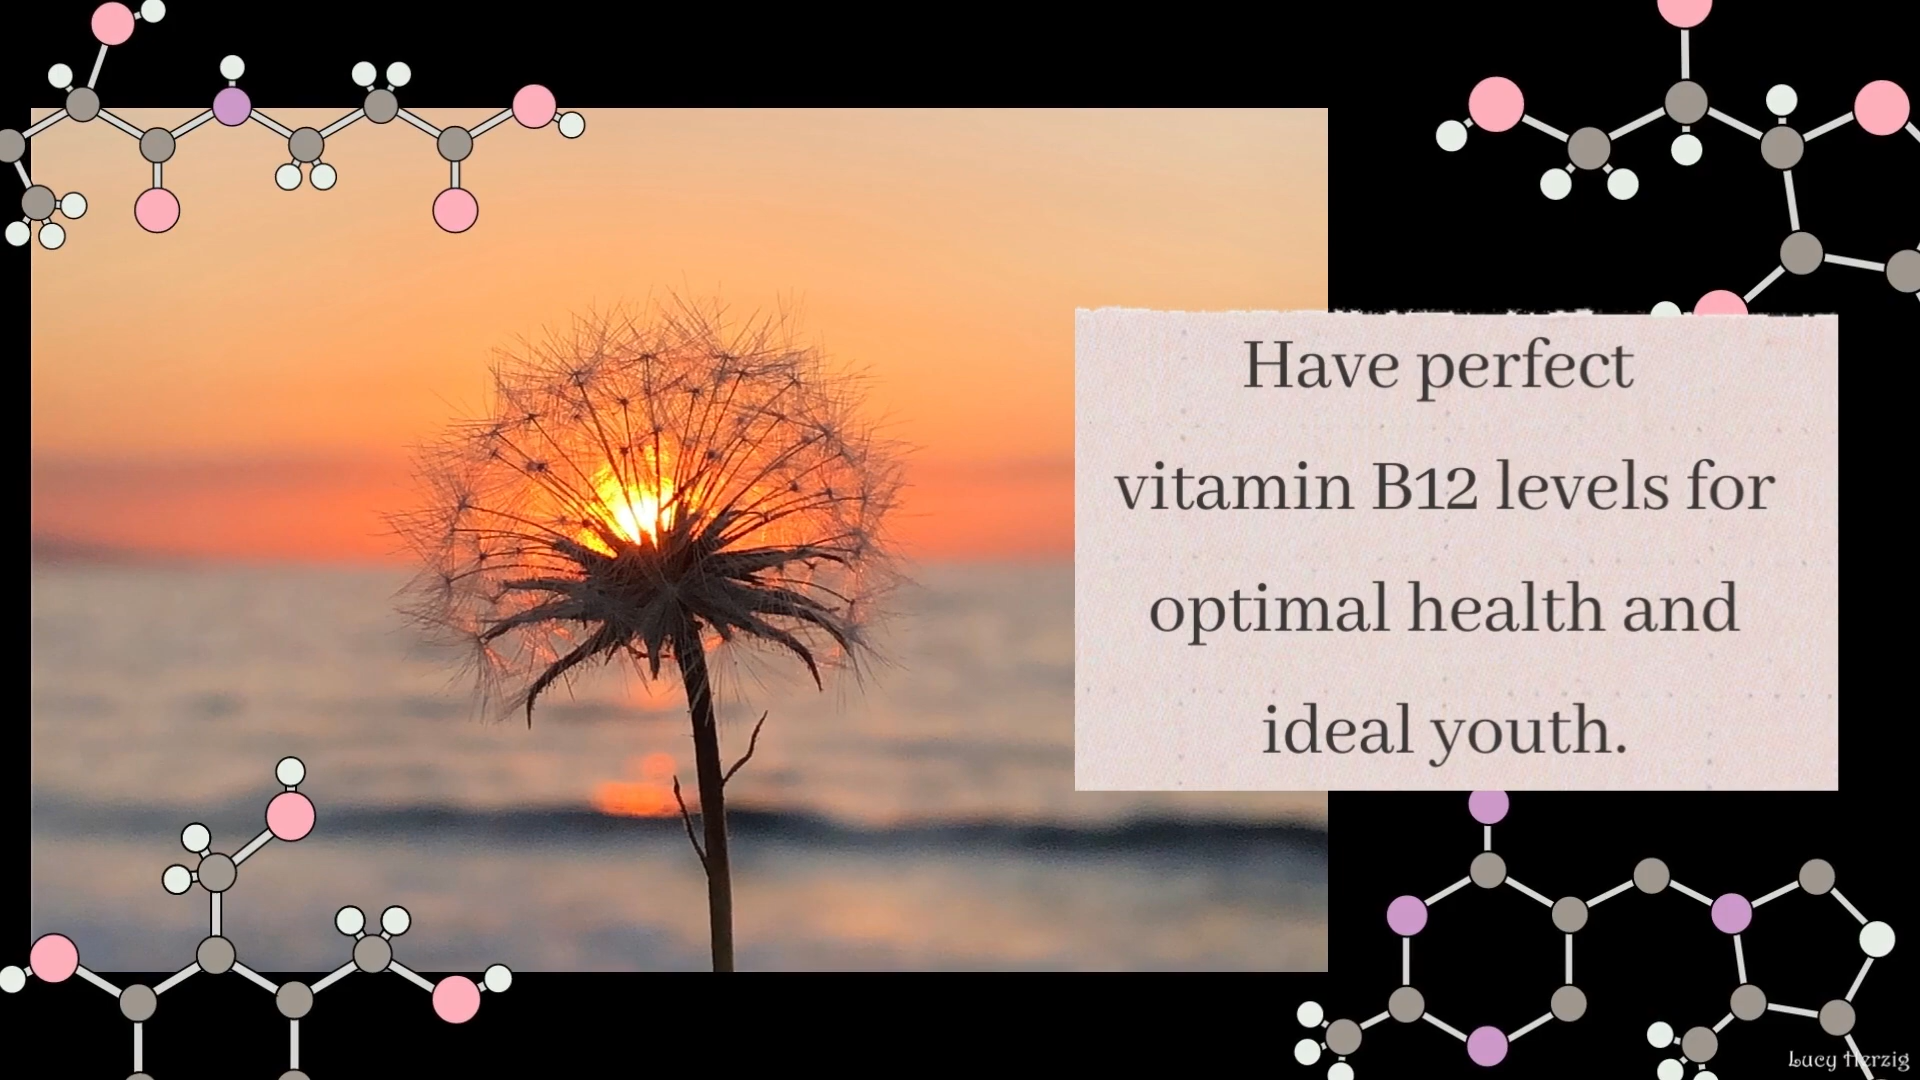 Have perfect
vitamin B12 levels for
optimal health and
ideal youth.
Lucy Herzig